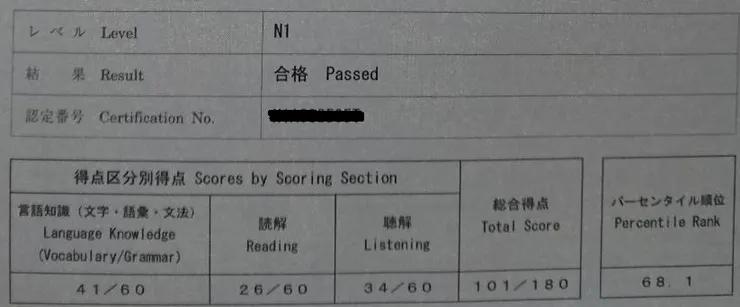 レベル Level N1
結果 Result 合格 Passed
認定番号 Certification No.
得点区分別得点 Scores by Scoring Section
言語知識（文字・語彙・文法）
Language Knowledge
(Vocabulary/Grammar)
読解
Reading
聴解
Listening
総合得点
Total Score
パーセンタイル順位
Percentile Rank
41／60 26／60 34／60 101／180 68.1